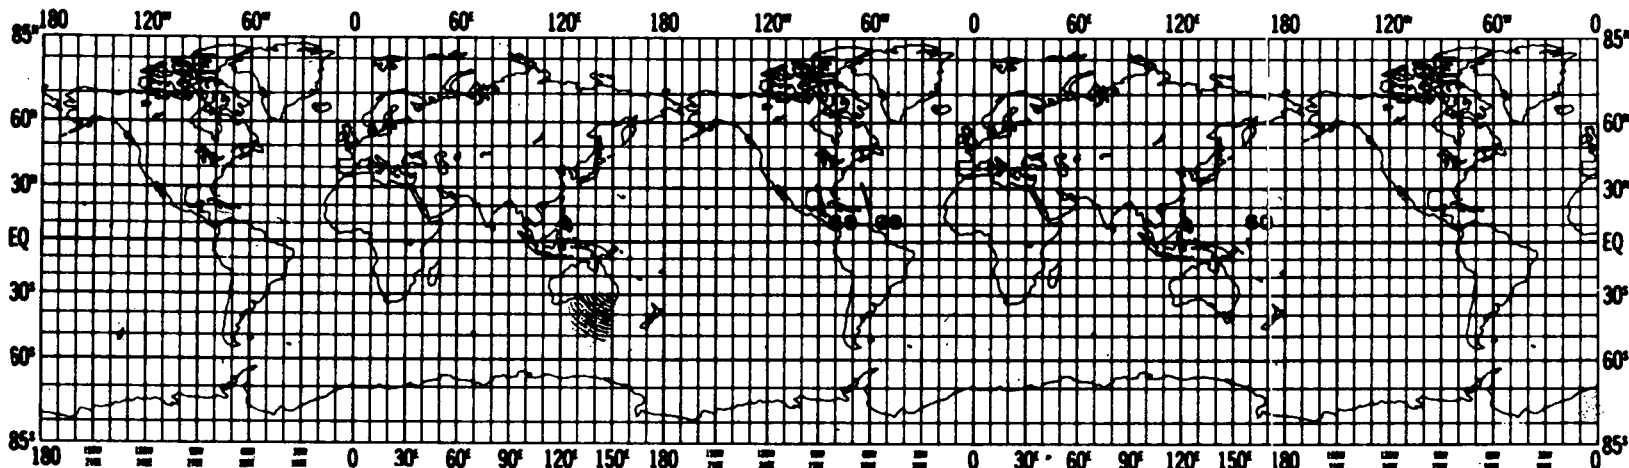 180 120ᵂ 60ᵂ 0 60ᴱ 120ᴱ 180 120ᵂ 60ᵂ 0 60ᴱ 120ᴱ 180 120ᵂ 60ᵂ 0
85ᴺ 85ᴺ
60ᴺ 60ᴺ
30ᴺ 30ᴺ
EQ EQ
30ˢ 30ˢ
60ˢ 60ˢ
85ˢ 85ˢ
180 0 30ᴱ 60ᴱ 90ᴱ 120ᴱ 150ᴱ 180 0 30ᴱ 60ᴱ 90ᴱ 120ᴱ 150ᴱ 180 0